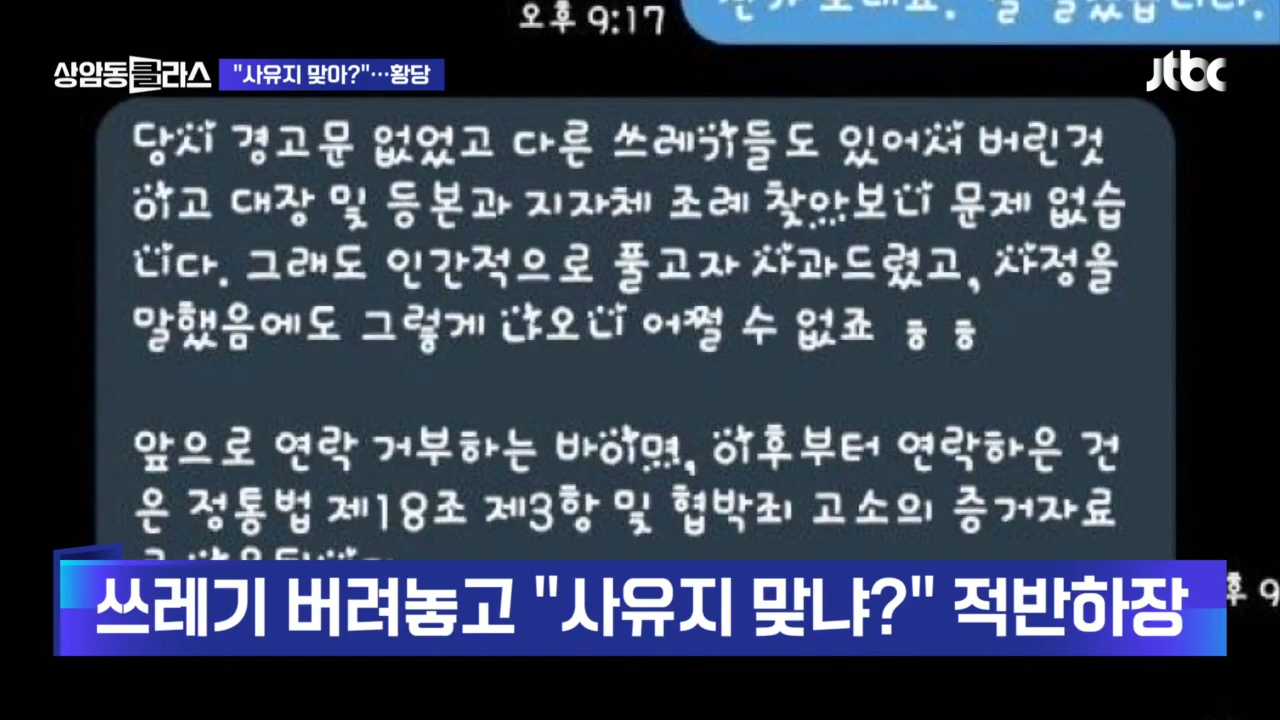 오후 9:17
상암동클라스
"사유지 맞아?"…황당
jtbc
당시 경고문 없었고 다른 쓰레귀들도 있어서 버린것
이고 대장 및 등본과 지자체 조례 찾았보니 문제 없습
니다. 그래도 인간적으로 풀고자 사과드렸고, 사정을
말했음에도 그렇게 나오니 어쩔 수 없죠 ㅎㅎ
앞으로 연락 거부하는 바이면, 이후부터 연락하은 건
은 정통법 제18조 제3항 및 협박죄 고소의 증거자료
쓰레기 버려놓고 "사유지 맞냐?" 적반하장
후 9